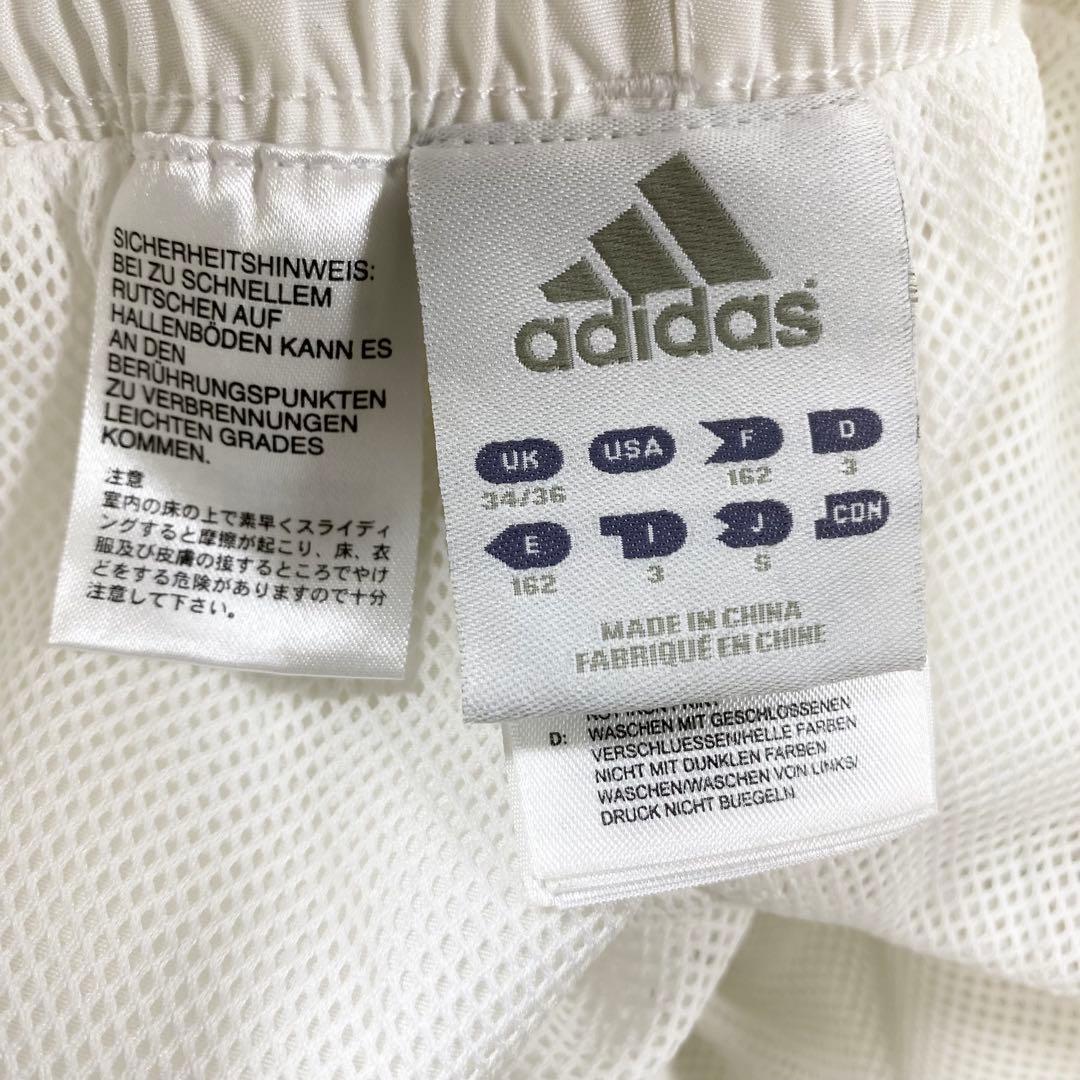 SICHERHEITSHINWEIS:
BEI ZU SCHNELLEM
RUTSCHEN AUF
HALLENBÖDEN KANN ES
AN DEN
BERÜHRUNGSPUNKTEN
ZU VERBRENNUNGEN
LEICHTEN GRADES
KOMMEN.
注意
室内の床の上で素早くスライディ
ングすると摩擦が起こり、床、衣
服及び皮膚の接するところでやけ
どをする危険がありますので十分
注意して下さい。
adidas
UK USA F D
34/36 162 3
E I J CDN
162 3 S
MADE IN CHINA
FABRIQUÉ EN CHINE
D: WASCHEN MIT GESCHLOSSENEN
VERSCHLUESSEN/HELLE FARBEN
NICHT MIT DUNKLEN FARBEN
WASCHEN/WASCHEN VON LINKS/
DRUCK NICHT BUEGELN